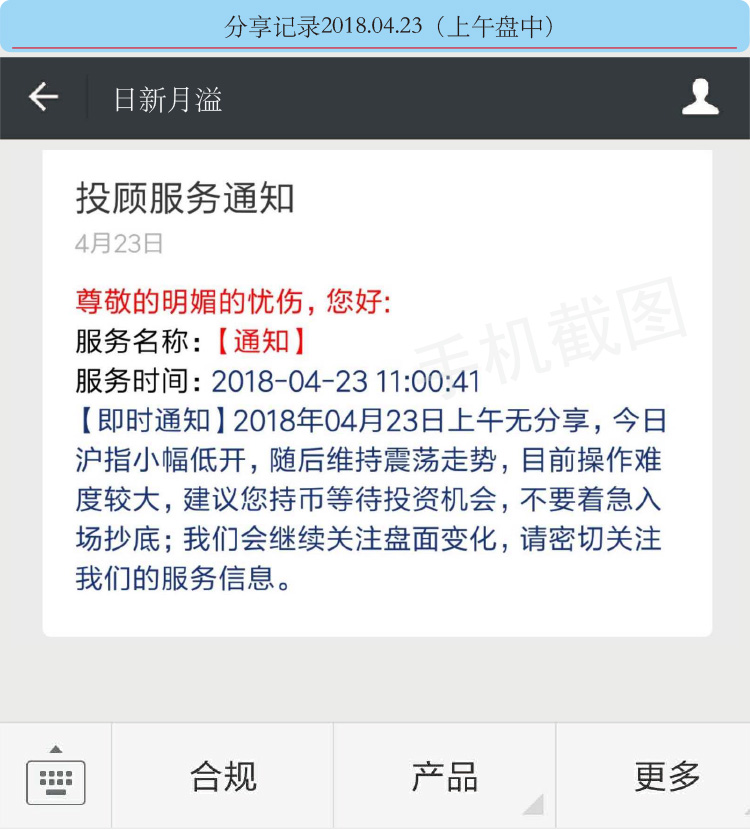 分享记录2018.04.23（上午盘中）
日新月溢
投顾服务通知
4月23日
尊敬的明媚的忧伤，您好:
服务名称：【通知】
服务时间：2018-04-23 11:00:41
【即时通知】2018年04月23日上午无分享，今日
沪指小幅低开，随后维持震荡走势，目前操作难
度较大，建议您持币等待投资机会，不要着急入
场抄底；我们会继续关注盘面变化，请密切关注
我们的服务信息。
手机截图
合规
产品
更多